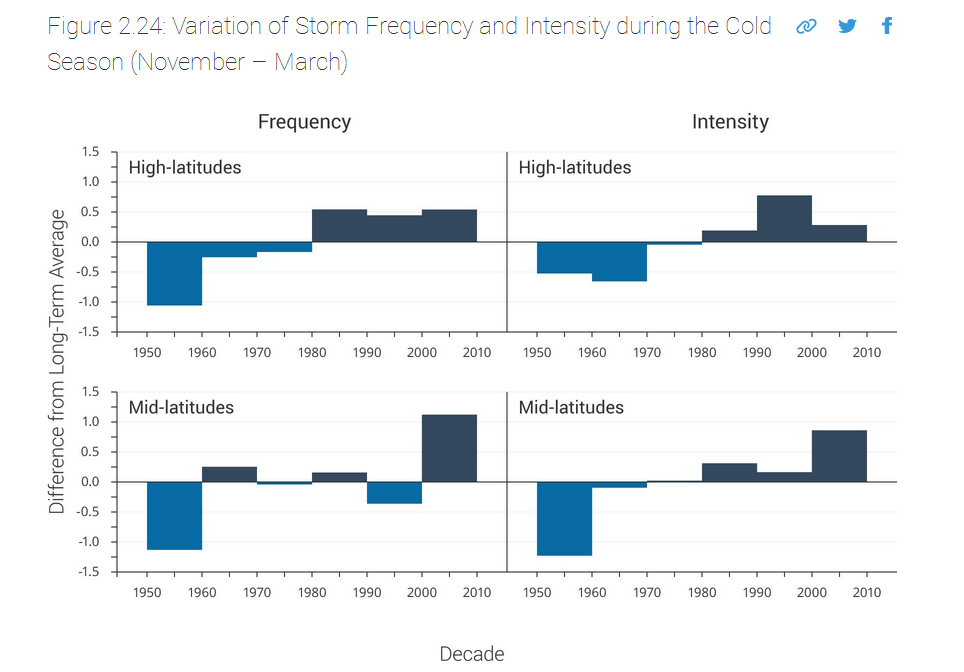 Figure 2.24: Variation of Storm Frequency and Intensity during the Cold
Season (November – March)
Frequency
Intensity
Difference from Long-Term Average
1.5
High-latitudes
1.0
0.5
0.0
-0.5
-1.0
-1.5
1950 1960 1970 1980 1990 2000 2010
High-latitudes
1950 1960 1970 1980 1990 2000 2010
1.5
Mid-latitudes
1.0
0.5
0.0
-0.5
-1.0
-1.5
1950 1960 1970 1980 1990 2000 2010
Mid-latitudes
1950 1960 1970 1980 1990 2000 2010
Decade